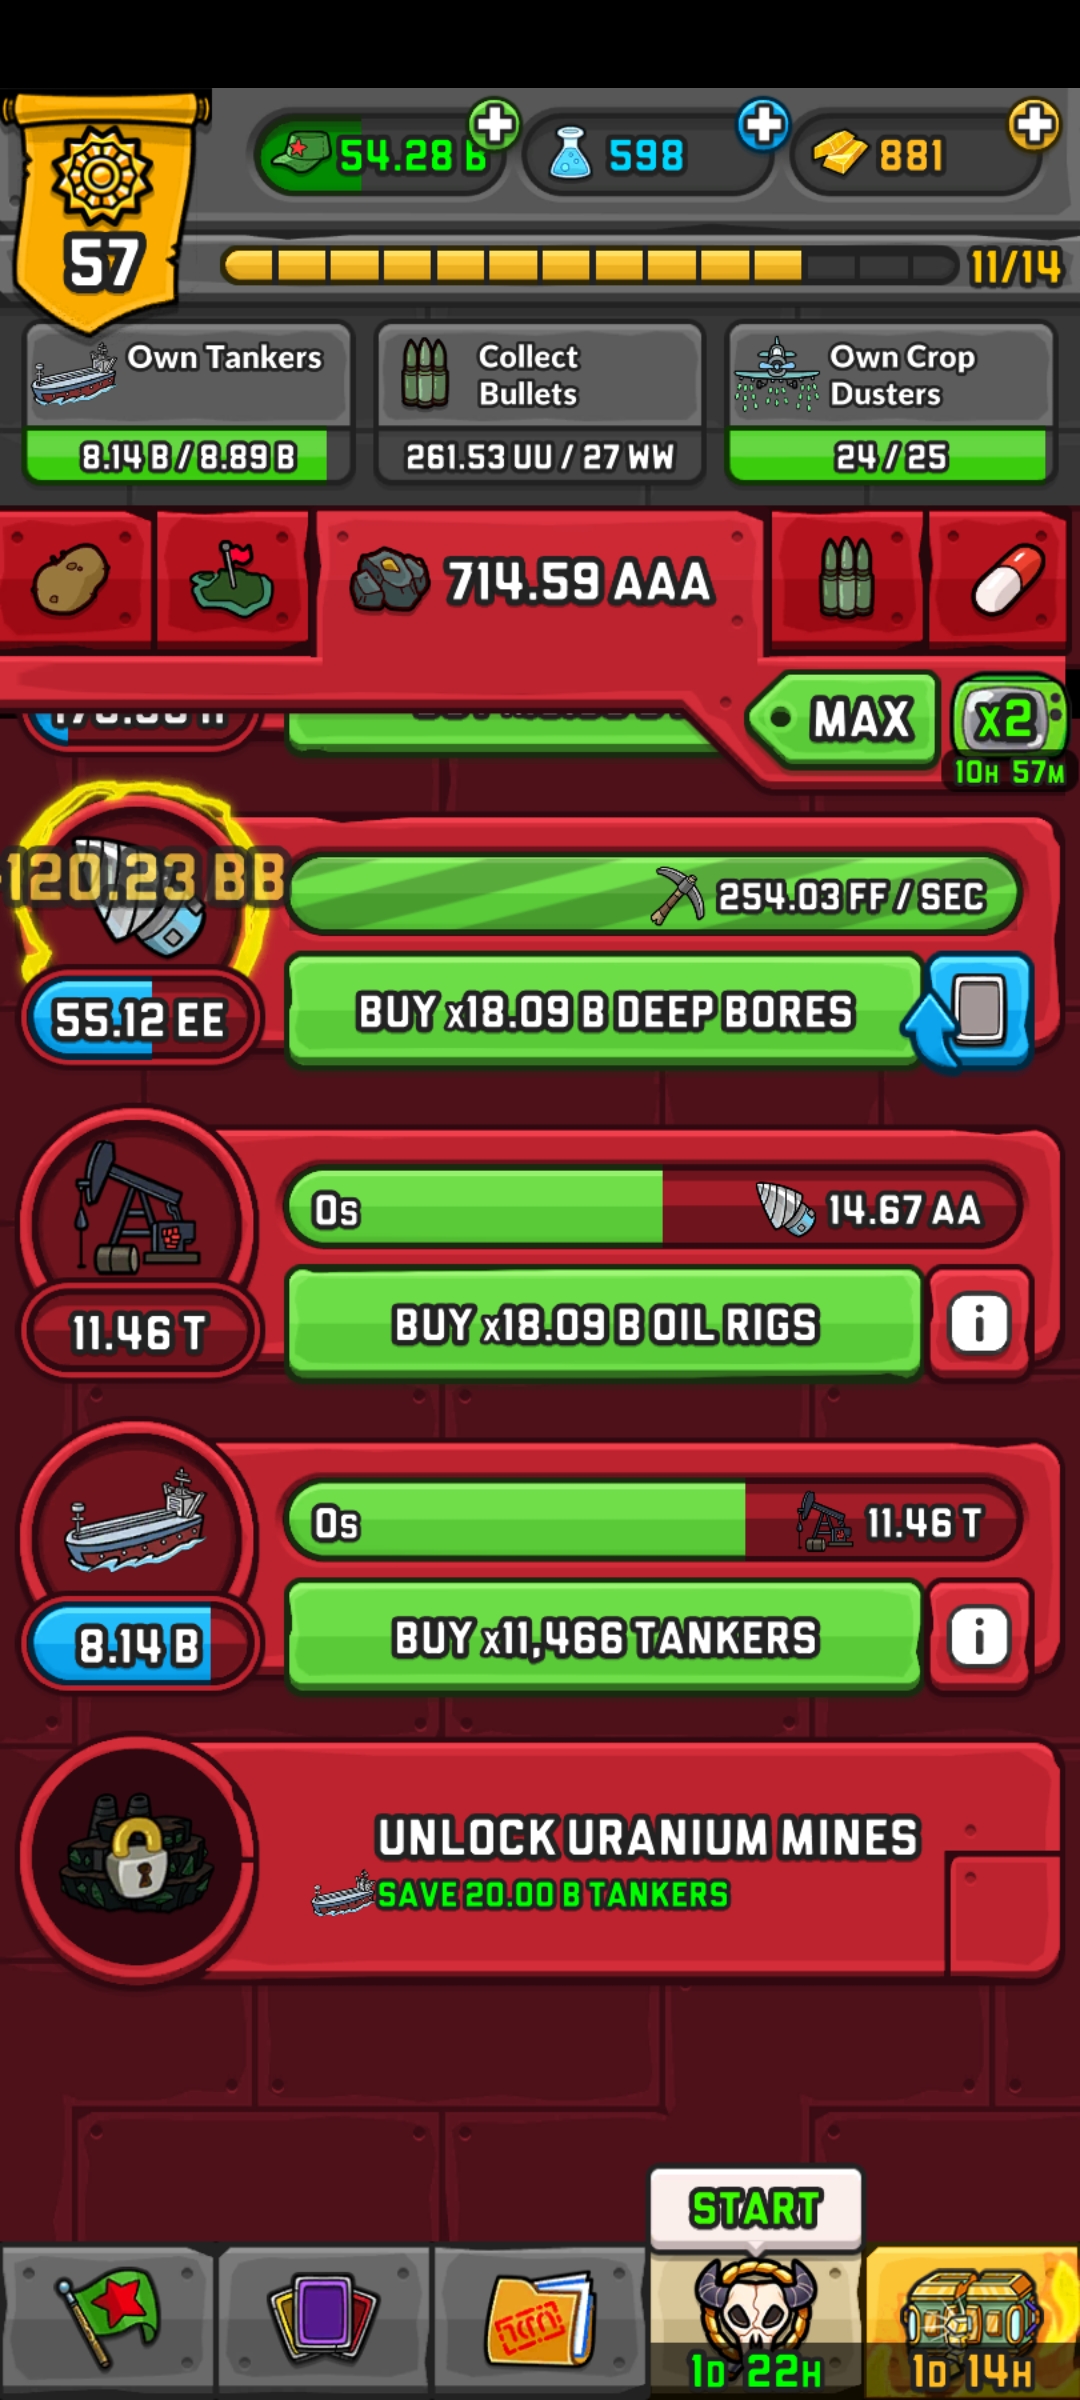 54.28 B
598
881
57
11/14
Own Tankers
8.14 B / 8.89 B
Collect
Bullets
261.53 UU / 27 WW
Own Crop
Dusters
24 / 25
714.59 AAA
MAX
x2
10H 57M
120.23 BB
254.03 FF / SEC
55.12 EE
BUY x18.09 B DEEP BORES
0s
14.67 AA
11.46 T
BUY x18.09 B OIL RIGS
i
0s
11.46 T
8.14 B
BUY x11,466 TANKERS
i
UNLOCK URANIUM MINES
SAVE 20.00 B TANKERS
START
1D 22H
1D 14H